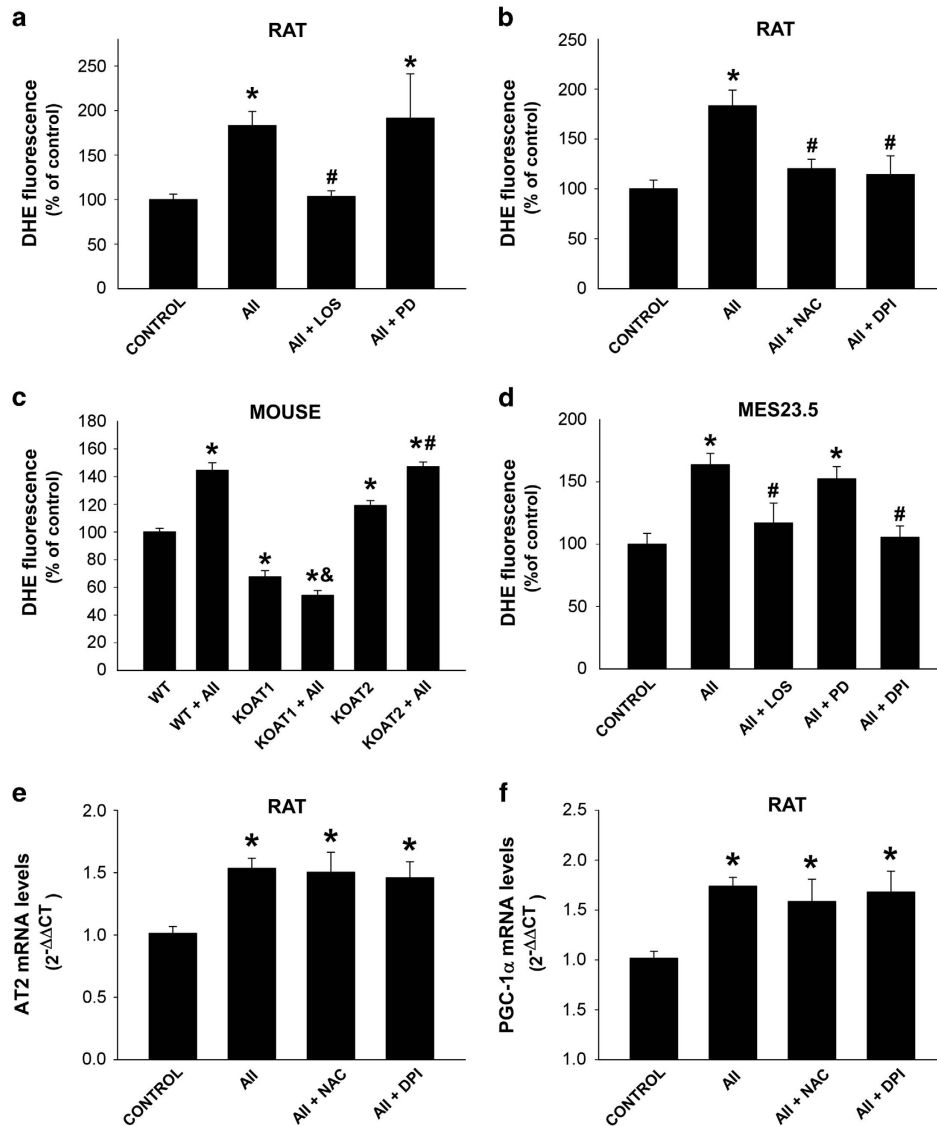 a
RAT
DHE fluorescence
(% of control)
250
200
150
100
50
0
*
*
#
CONTROL
AII
AII + LOS
AII + PD
b
RAT
DHE fluorescence
(% of control)
250
200
150
100
50
0
*
#
#
CONTROL
AII
AII + NAC
AII + DPI
c
MOUSE
DHE fluorescence
(% of control)
180
160
140
120
100
80
60
40
20
0
*
*
*&
*
*#
WT
WT + AII
KOAT1
KOAT1 + AII
KOAT2
KOAT2 + AII
d
MES23.5
DHE fluorescence
(%of control)
200
150
100
50
0
*
#
*
#
CONTROL
AII
AII + LOS
AII + PD
AII + DPI
e
RAT
AT2 mRNA levels
(2-ΔΔCT)
2.0
1.5
1.0
0.5
0.0
*
*
*
CONTROL
AII
AII + NAC
AII + DPI
f
RAT
PGC-1α mRNA levels
(2-ΔΔCT)
2.5
2.0
1.5
1.0
1.0
*
*
*
CONTROL
AII
AII + NAC
AII + DPI